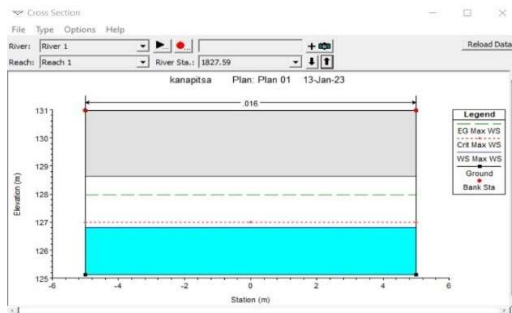 Cross Section
File Type Options Help
River: River 1
Reload Data
Reach: Reach 1 River Sta.: 1827.59
kanapitsa Plan: Plan 01 13-Jan-23
.016
131
130
129
128
127
126
125
Elevation (m)
-6 -4 -2 0 2 4 6
Station (m)
Legend
EG Max WS
Crit Max WS
WS Max WS
Ground
Bank Sta